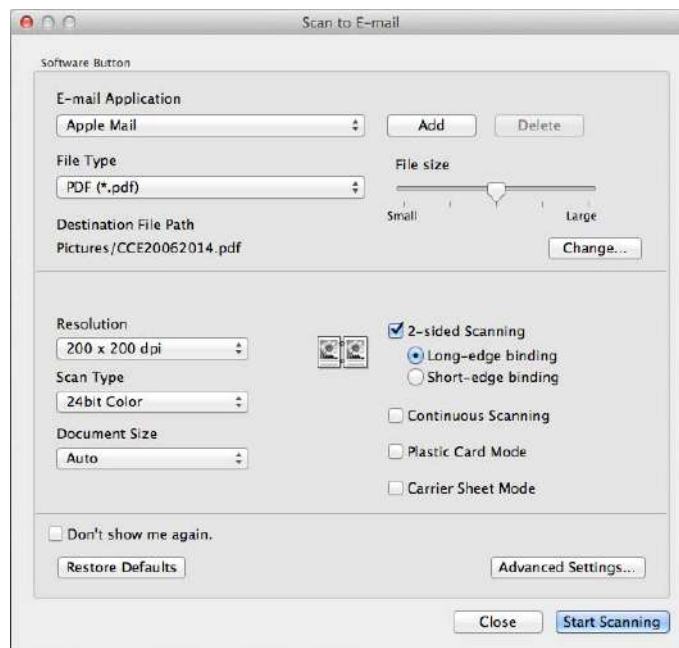 Scan to E-mail
Software Button
E-mail Application
Apple Mail
Add
Delete
File Type
PDF (*.pdf)
File size
Small
Large
Destination File Path
Pictures/CCE20062014.pdf
Change...
Resolution
200 x 200 dpi
Scan Type
24bit Color
Document Size
Auto
2-sided Scanning
Long-edge binding
Short-edge binding
Continuous Scanning
Plastic Card Mode
Carrier Sheet Mode
Don't show me again.
Restore Defaults
Advanced Settings...
Close
Start Scanning